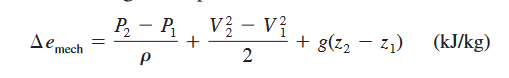 Δe_mech = (P₂ − P₁)/ρ + (V₂² − V₁²)/2 + g(z₂ − z₁) (kJ/kg)